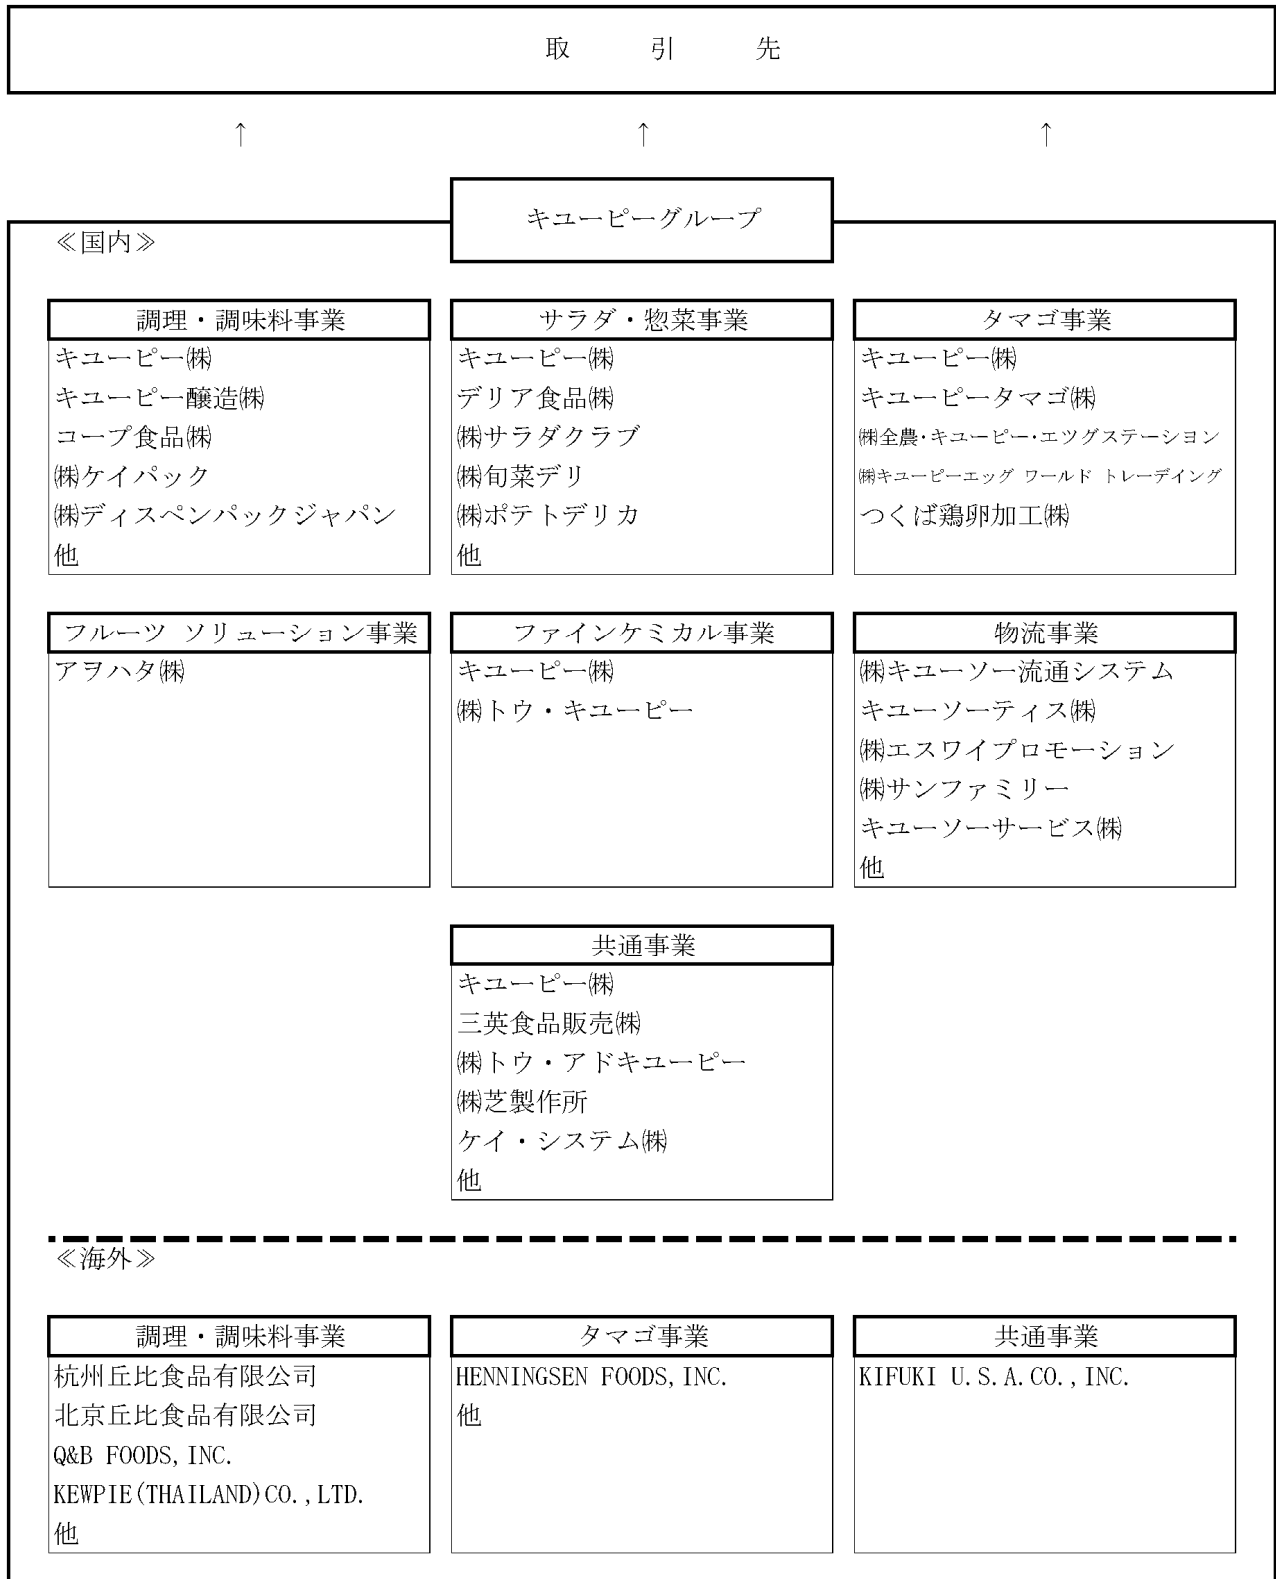 取引先
↑ ↑ ↑
キユーピーグループ
≪国内≫
調理・調味料事業
キユーピー㈱
キユーピー醸造㈱
コープ食品㈱
㈱ケイパック
㈱ディスペンパックジャパン
他
サラダ・惣菜事業
キユーピー㈱
デリア食品㈱
㈱サラダクラブ
㈱旬菜デリ
㈱ポテトデリカ
他
タマゴ事業
キユーピー㈱
キユーピータマゴ㈱
㈱全農・キユーピー・エツグステーシヨン
㈱キユーピーエッグ ワールド トレーデイング
つくば鶏卵加工㈱
フルーツ ソリューション事業
アヲハタ㈱
ファインケミカル事業
キユーピー㈱
㈱トウ・キユーピー
物流事業
㈱キユーソー流通システム
キユーソーティス㈱
㈱エスワイプロモーション
㈱サンファミリー
キユーソーサービス㈱
他
共通事業
キユーピー㈱
三英食品販売㈱
㈱トウ・アドキユーピー
㈱芝製作所
ケイ・システム㈱
他
≪海外≫
調理・調味料事業
杭州丘比食品有限公司
北京丘比食品有限公司
Q&B FOODS,INC.
KEWPIE(THAILAND)CO.,LTD.
他
タマゴ事業
HENNINGSEN FOODS,INC.
他
共通事業
KIFUKI U.S.A.CO.,INC.